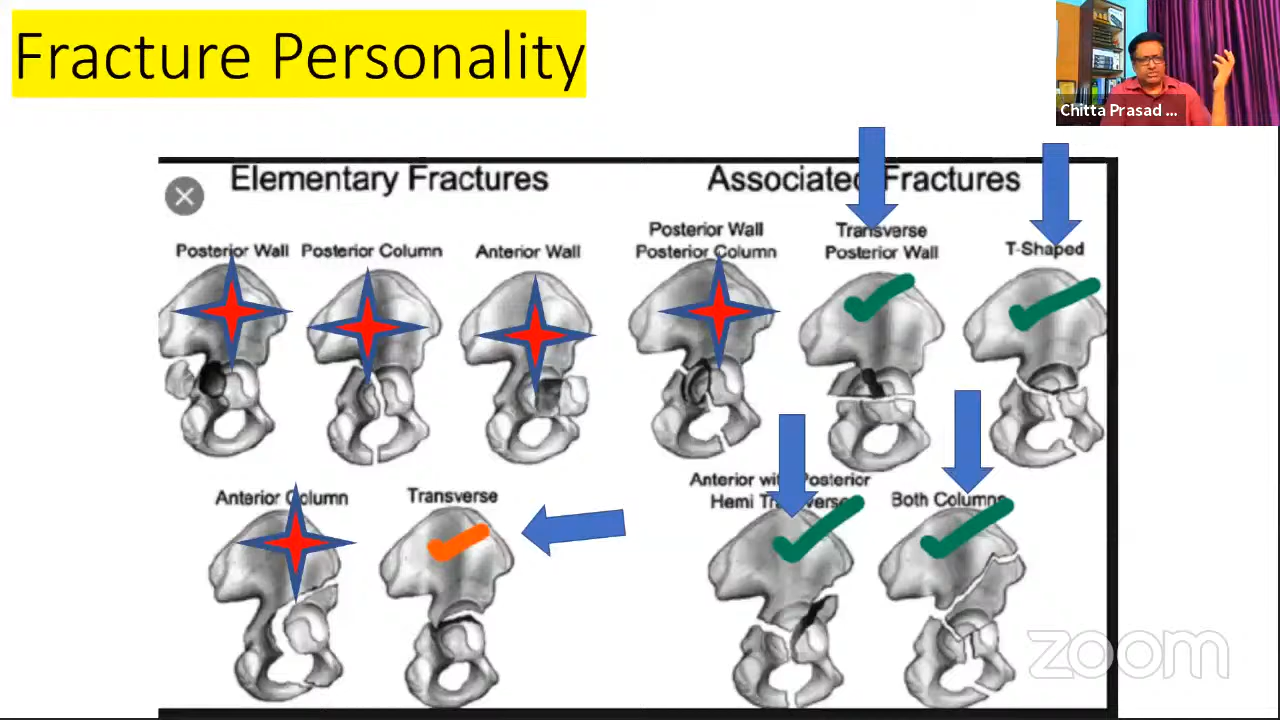 Fracture Personality
Chitta Prasad ...
Elementary Fractures
Associated Fractures
Posterior Wall
Posterior Column
Anterior Wall
Posterior Wall
Posterior Column
Transverse
Posterior Wall
T-Shaped
Anterior Column
Transverse
Anterior with Posterior
Hemi Transverse
Both Columns
zoom